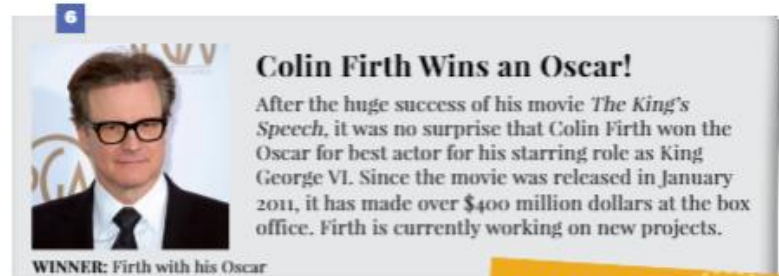 6
PGA
PGA
Colin Firth Wins an Oscar!
After the huge success of his movie The King's
Speech, it was no surprise that Colin Firth won the
Oscar for best actor for his starring role as King
George VI. Since the movie was released in January
2011, it has made over $400 million dollars at the box
office. Firth is currently working on new projects.
WINNER: Firth with his Oscar